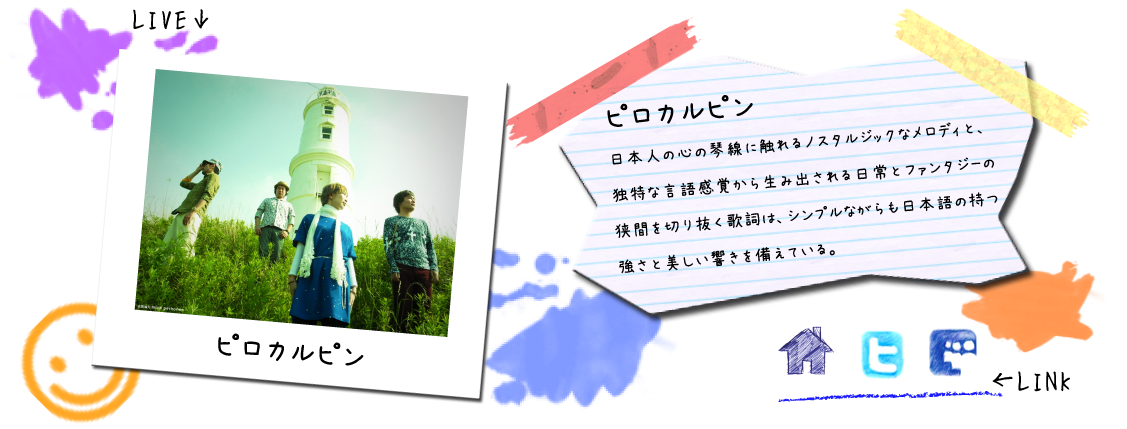 LIVE↓
ピロカルピン
ピロカルピン
日本人の心の琴線に触れるノスタルジックなメロディと、
独特な言語感覚から生み出される日常とファンタジーの
狭間を切り抜く歌詞は、シンプルながらも日本語の持つ
強さと美しい響きを備えている。
←LINK